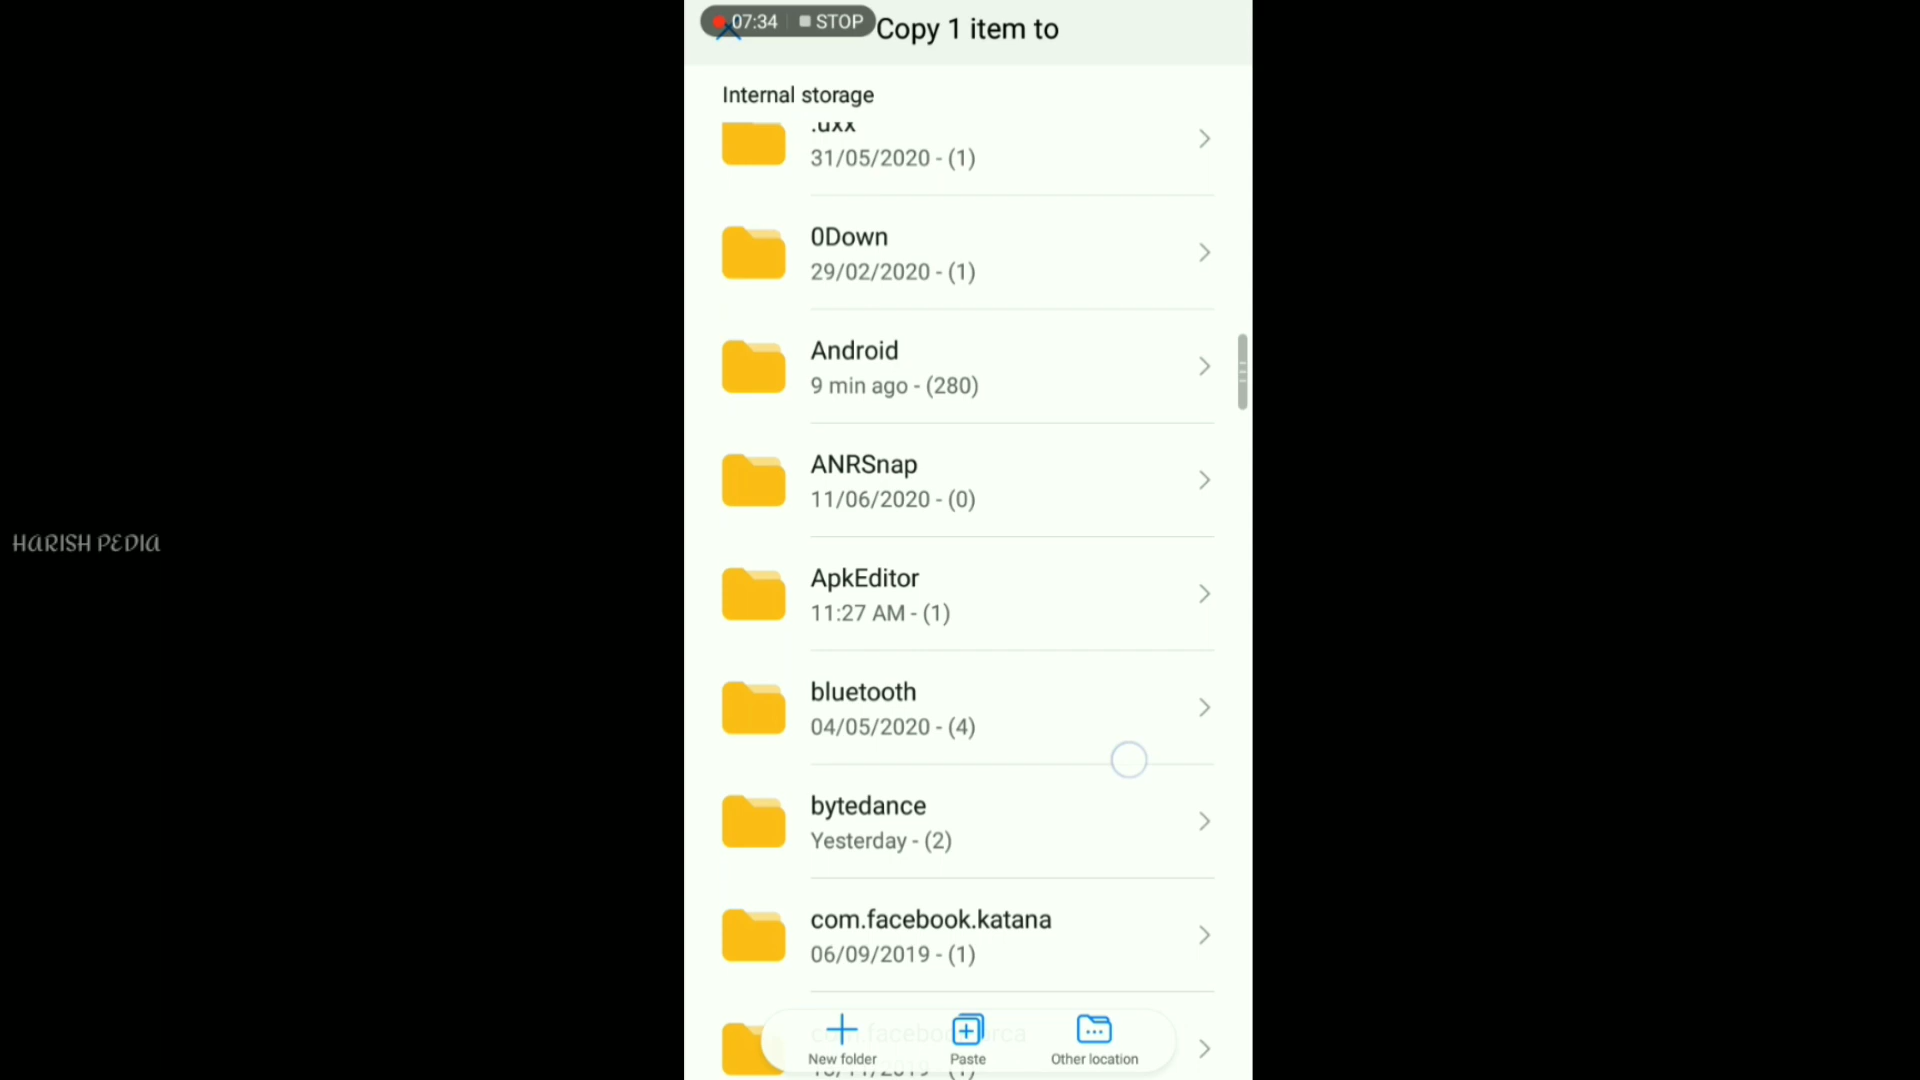 07:34 STOP
Copy 1 item to
Internal storage
31/05/2020 - (1)
0Down
29/02/2020 - (1)
Android
9 min ago - (280)
ANRSnap
11/06/2020 - (0)
ApkEditor
11:27 AM - (1)
bluetooth
04/05/2020 - (4)
bytedance
Yesterday - (2)
com.facebook.katana
06/09/2019 - (1)
New folder
Paste
Other location
HARISH PEDIA